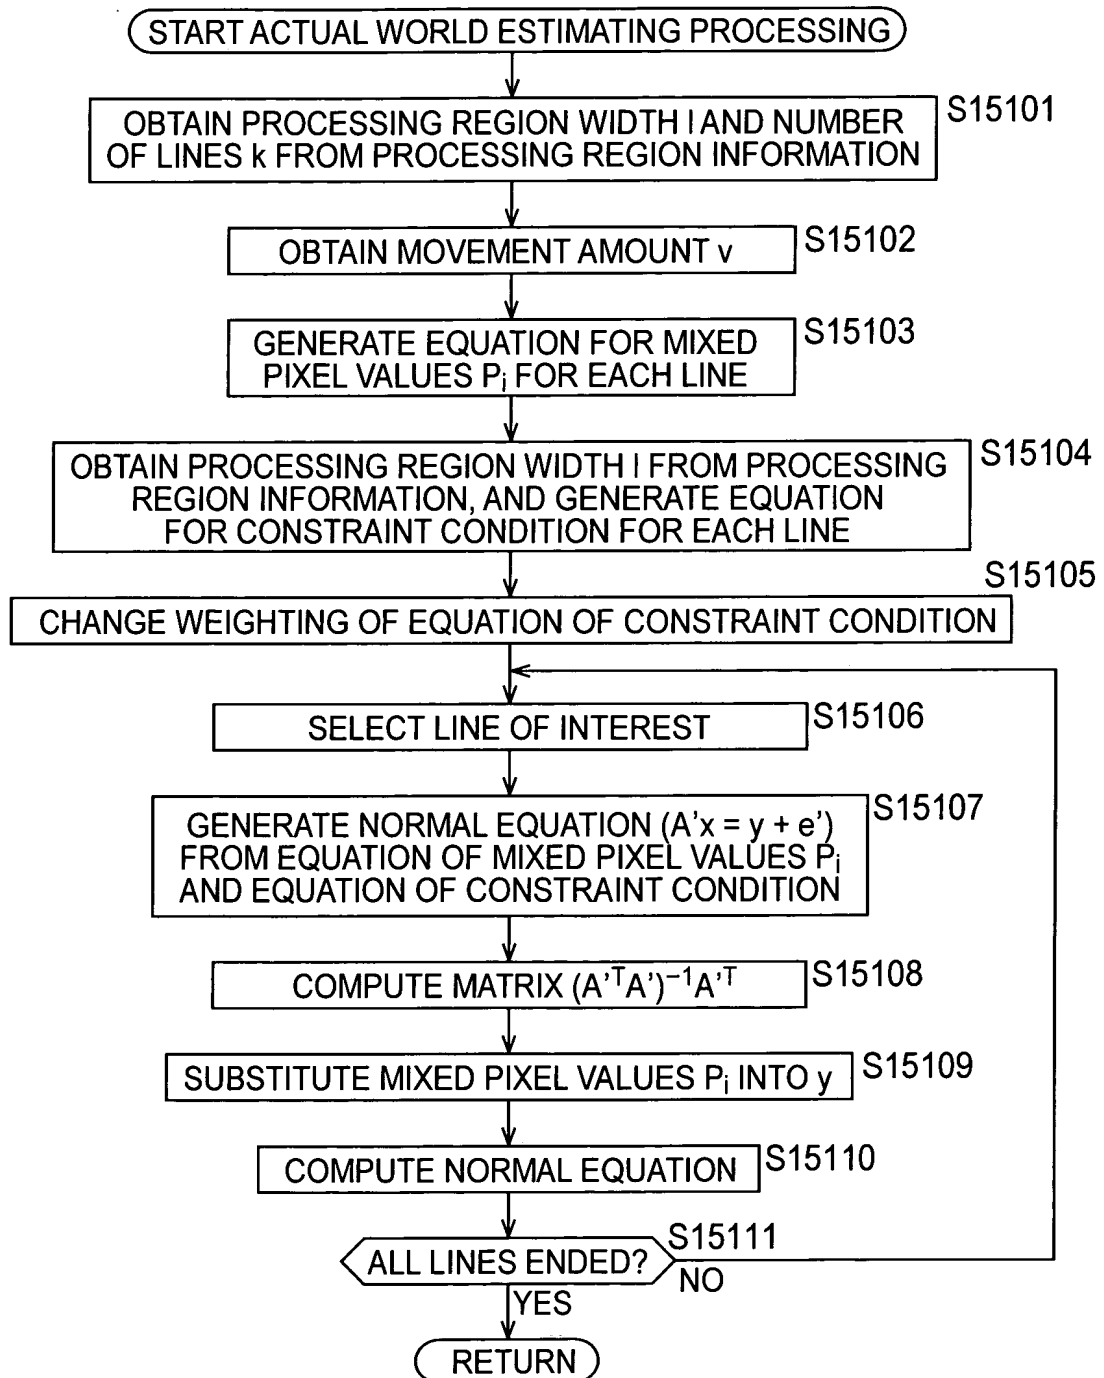 START ACTUAL WORLD ESTIMATING PROCESSING
S15101
OBTAIN PROCESSING REGION WIDTH l AND NUMBER
OF LINES k FROM PROCESSING REGION INFORMATION
S15102
OBTAIN MOVEMENT AMOUNT v
S15103
GENERATE EQUATION FOR MIXED
PIXEL VALUES Pi FOR EACH LINE
S15104
OBTAIN PROCESSING REGION WIDTH l FROM PROCESSING
REGION INFORMATION, AND GENERATE EQUATION
FOR CONSTRAINT CONDITION FOR EACH LINE
S15105
CHANGE WEIGHTING OF EQUATION OF CONSTRAINT CONDITION
S15106
SELECT LINE OF INTEREST
S15107
GENERATE NORMAL EQUATION (A'x = y + e')
FROM EQUATION OF MIXED PIXEL VALUES Pi
AND EQUATION OF CONSTRAINT CONDITION
S15108
COMPUTE MATRIX (A'ᵀA')⁻¹A'ᵀ
S15109
SUBSTITUTE MIXED PIXEL VALUES Pi INTO y
S15110
COMPUTE NORMAL EQUATION
S15111
ALL LINES ENDED?
NO
YES
RETURN